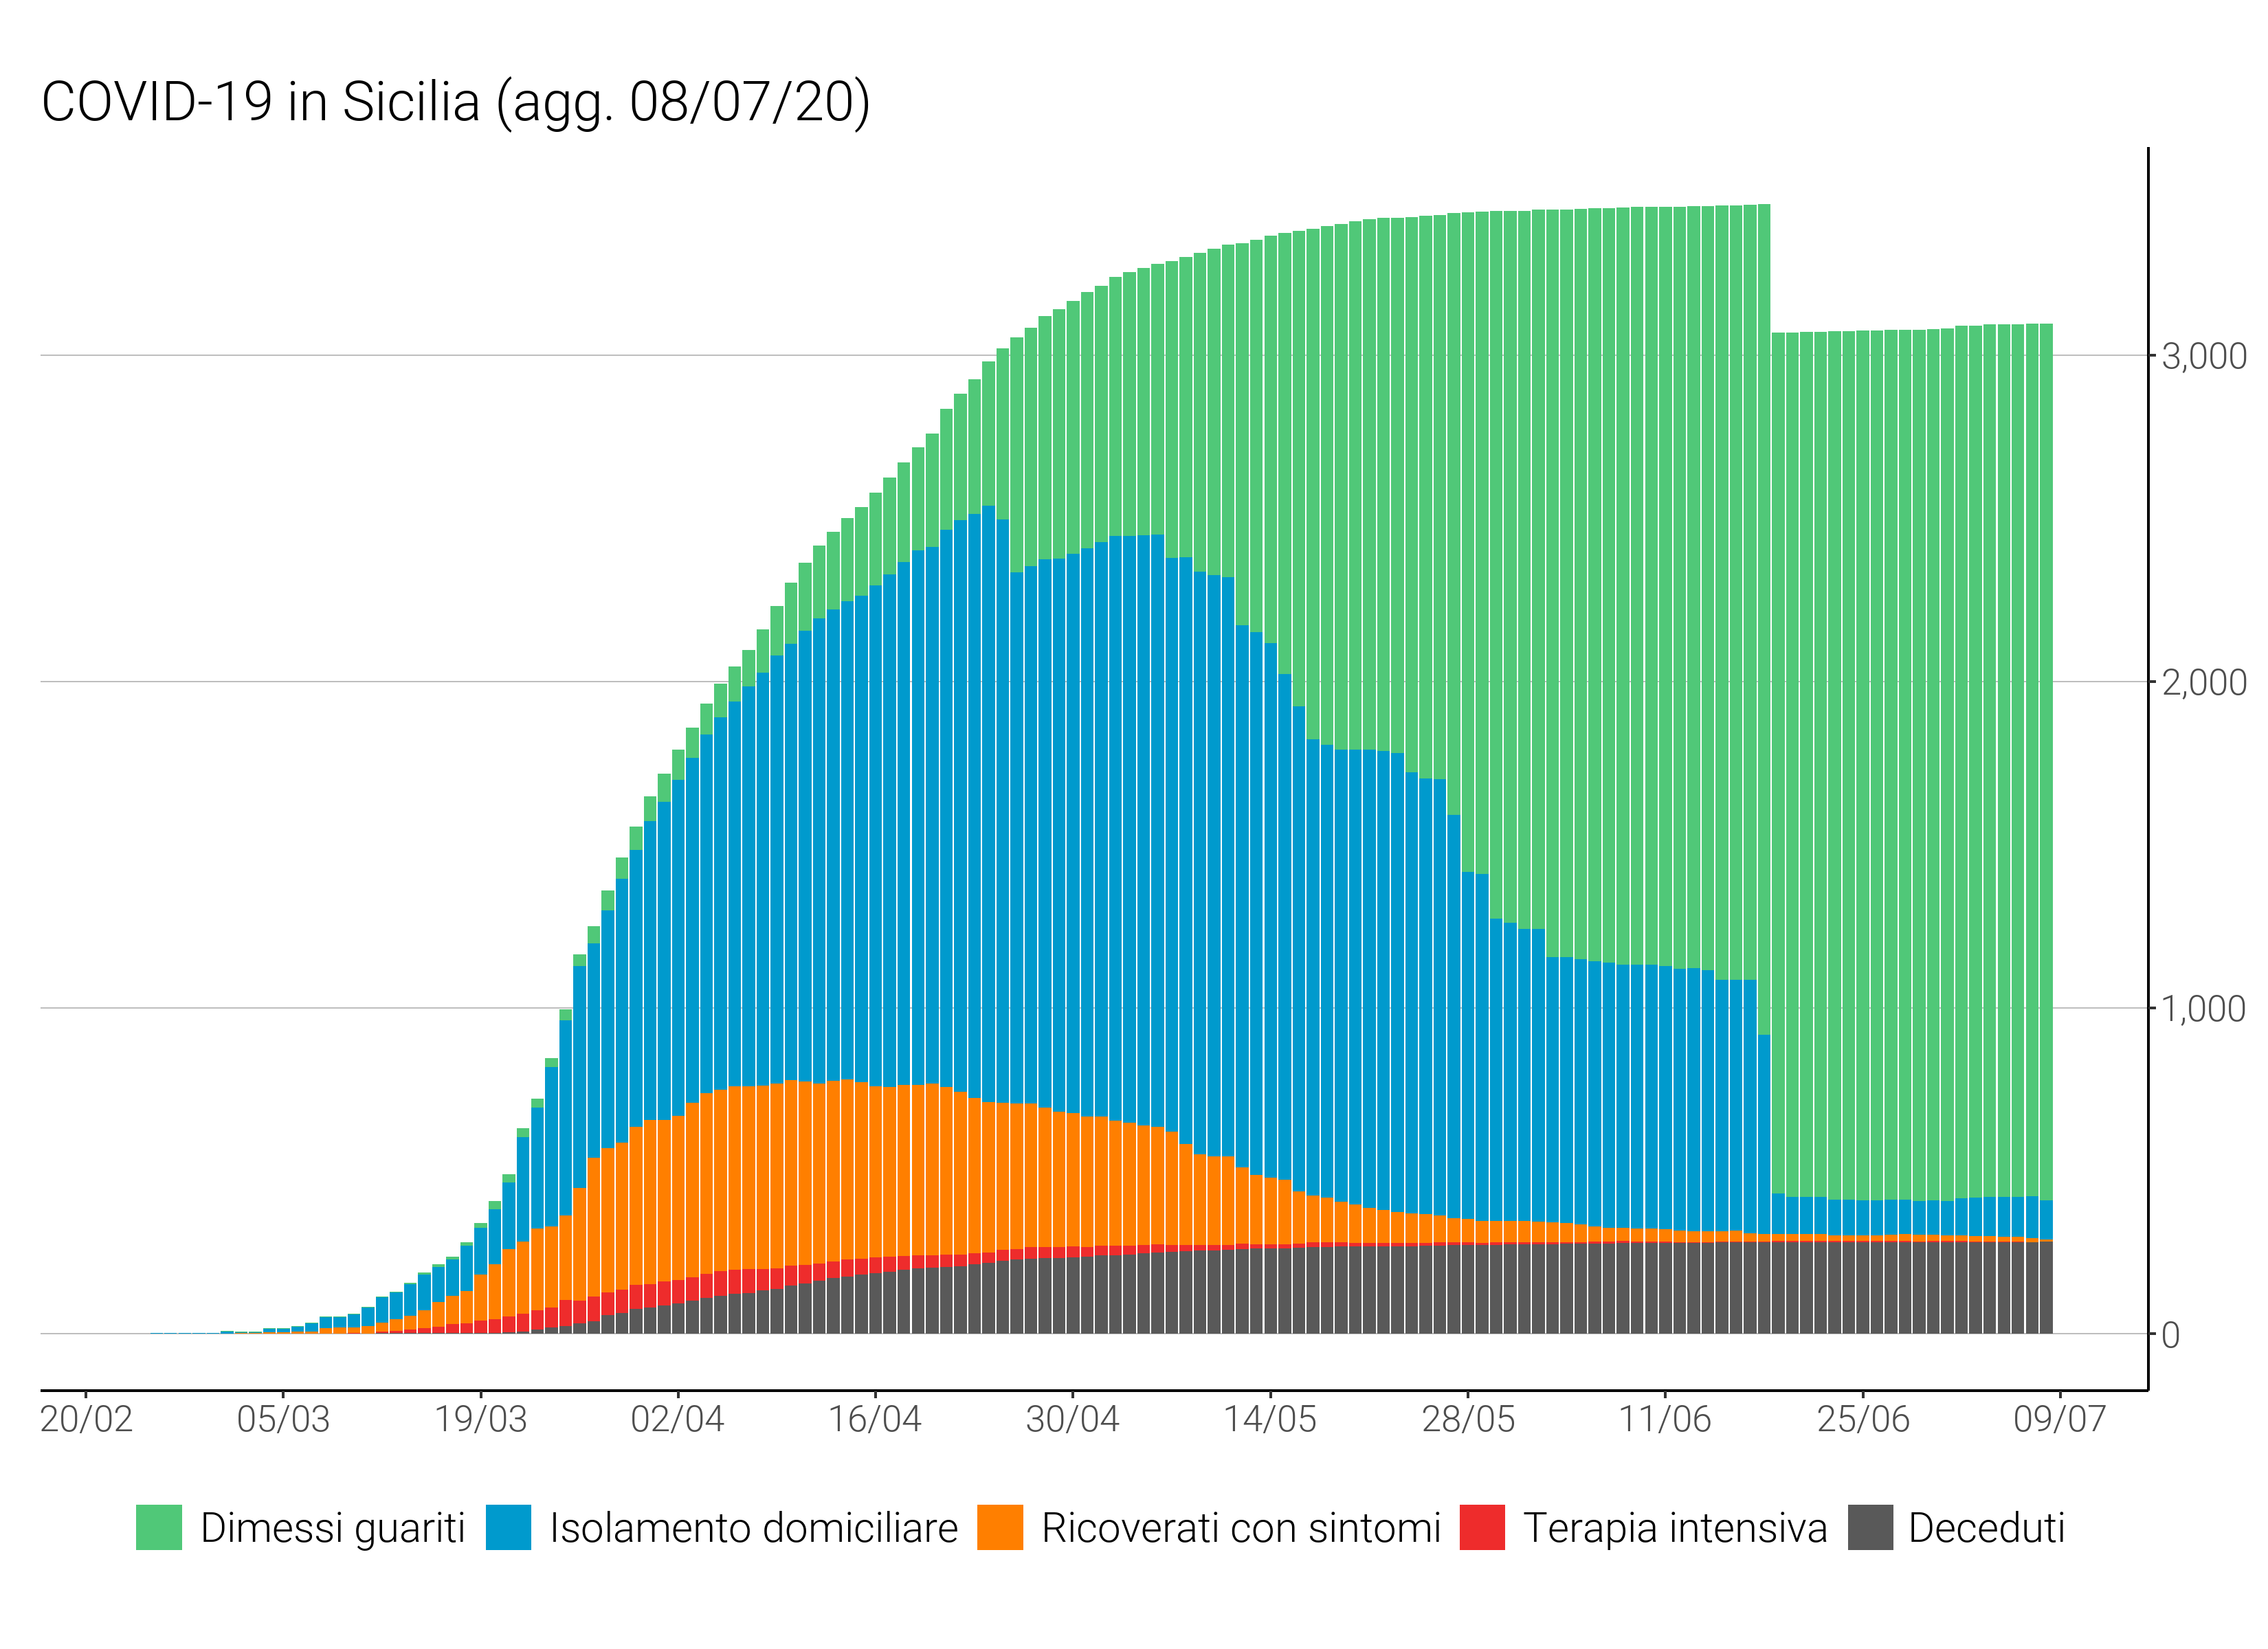 COVID-19 in Sicilia (agg. 08/07/20)
3,000
2,000
1,000
0
20/02 05/03 19/03 02/04 16/04 30/04 14/05 28/05 11/06 25/06 09/07
Dimessi guariti Isolamento domiciliare Ricoverati con sintomi Terapia intensiva Deceduti